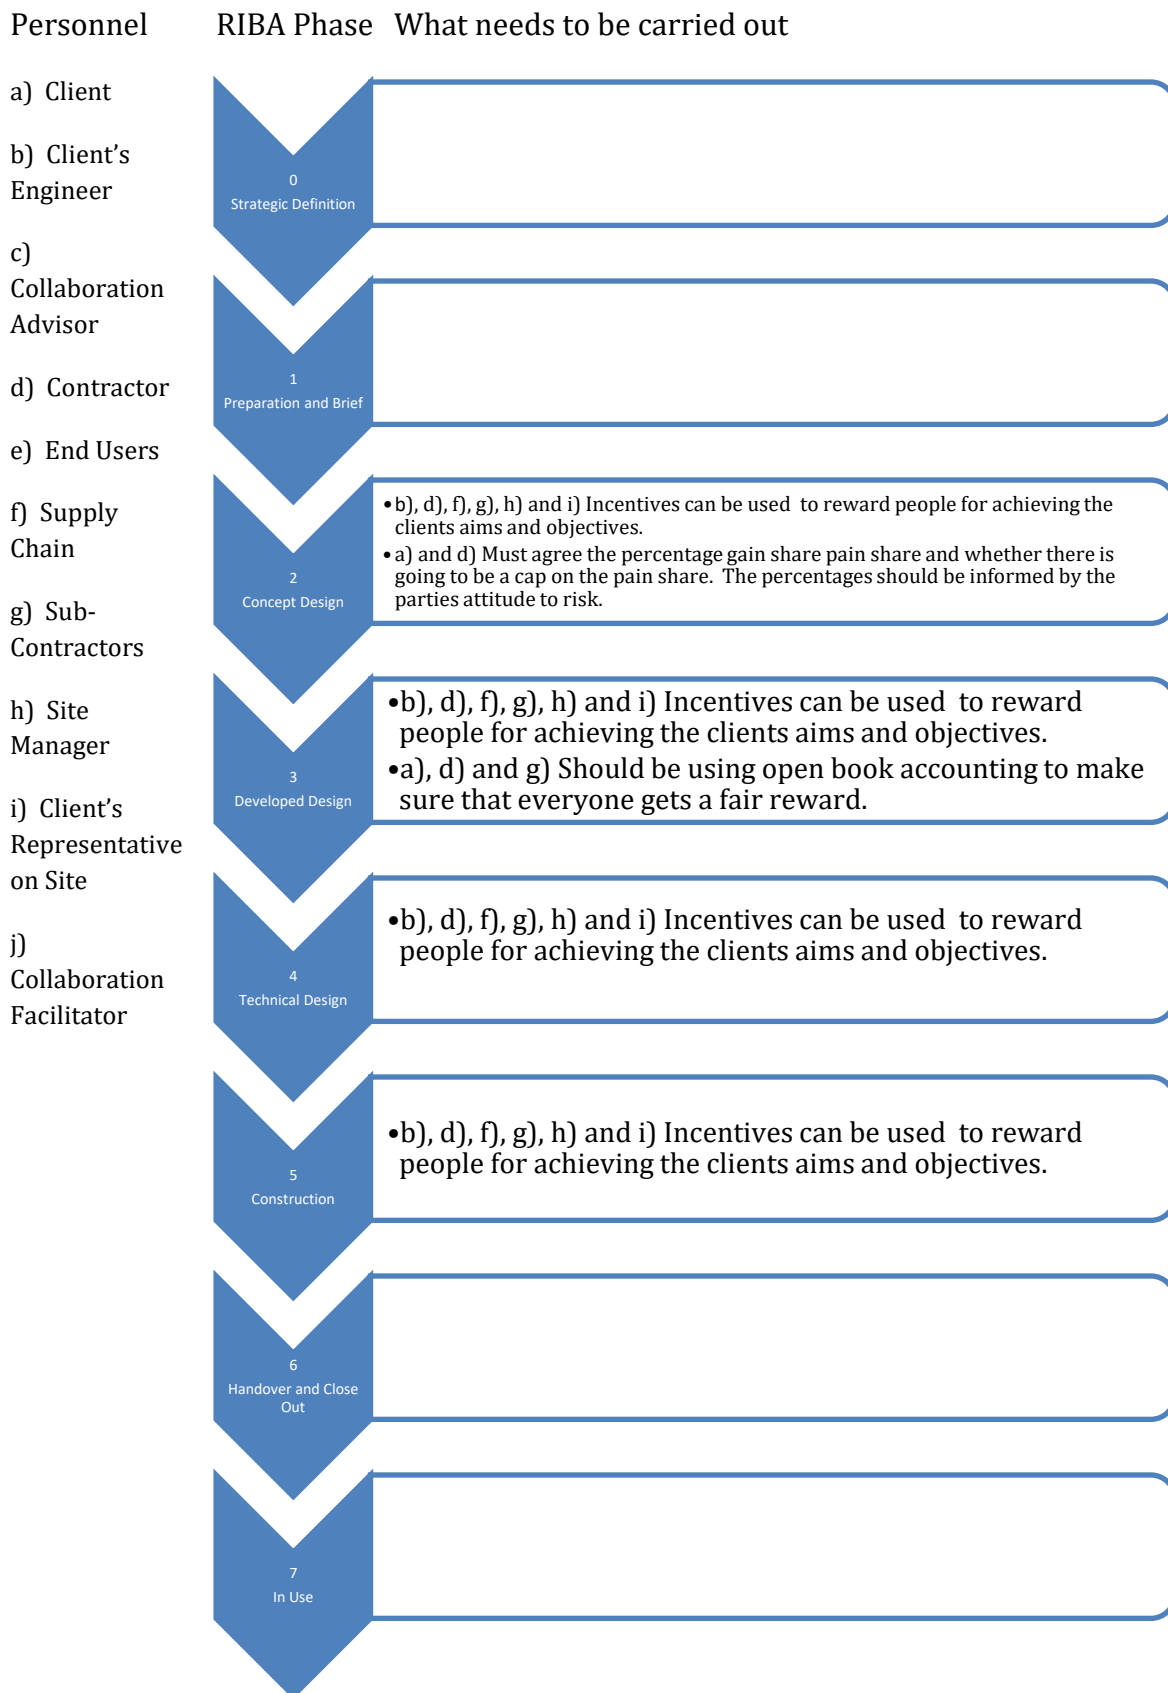 Personnel
RIBA Phase
What needs to be carried out
a) Client
b) Client’s
Engineer
c)
Collaboration
Advisor
d) Contractor
e) End Users
f) Supply
Chain
g) Sub-
Contractors
h) Site
Manager
i) Client’s
Representative
on Site
j)
Collaboration
Facilitator
0
Strategic Definition
1
Preparation and Brief
2
Concept Design
•b), d), f), g), h) and i) Incentives can be used to reward people for achieving the
clients aims and objectives.
•a) and d) Must agree the percentage gain share pain share and whether there is
going to be a cap on the pain share. The percentages should be informed by the
parties attitude to risk.
3
Developed Design
•b), d), f), g), h) and i) Incentives can be used to reward
people for achieving the clients aims and objectives.
•a), d) and g) Should be using open book accounting to make
sure that everyone gets a fair reward.
4
Technical Design
•b), d), f), g), h) and i) Incentives can be used to reward
people for achieving the clients aims and objectives.
5
Construction
•b), d), f), g), h) and i) Incentives can be used to reward
people for achieving the clients aims and objectives.
6
Handover and Close
Out
7
In Use